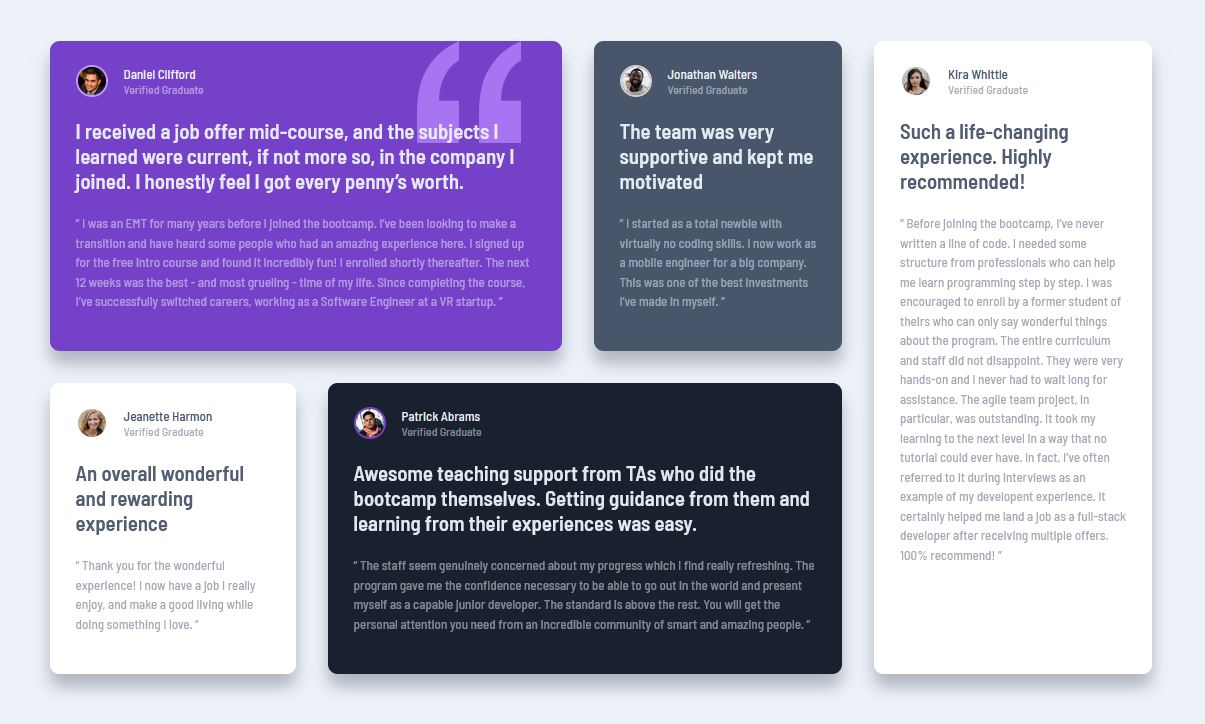 Daniel Clifford
Verified Graduate
I received a job offer mid-course, and the subjects I
learned were current, if not more so, in the company I
joined. I honestly feel I got every penny’s worth.
“ I was an EMT for many years before I joined the bootcamp. I’ve been looking to make a
transition and have heard some people who had an amazing experience here. I signed up
for the free intro course and found it incredibly fun! I enrolled shortly thereafter. The next
12 weeks was the best - and most grueling - time of my life. Since completing the course,
I’ve successfully switched careers, working as a Software Engineer at a VR startup. ”
Jonathan Walters
Verified Graduate
The team was very
supportive and kept me
motivated
“ I started as a total newbie with
virtually no coding skills. I now work as
a mobile engineer for a big company.
This was one of the best investments
I’ve made in myself. ”
Kira Whittle
Verified Graduate
Such a life-changing
experience. Highly
recommended!
“ Before joining the bootcamp, I’ve never
written a line of code. I needed some
structure from professionals who can help
me learn programming step by step. I was
encouraged to enroll by a former student of
theirs who can only say wonderful things
about the program. The entire curriculum
and staff did not disappoint. They were very
hands-on and I never had to wait long for
assistance. The agile team project, in
particular, was outstanding. It took my
learning to the next level in a way that no
tutorial could ever have. In fact, I’ve often
referred to it during interviews as an
example of my developent experience. It
certainly helped me land a job as a full-stack
developer after receiving multiple offers.
100% recommend! ”
Jeanette Harmon
Verified Graduate
An overall wonderful
and rewarding
experience
“ Thank you for the wonderful
experience! I now have a job I really
enjoy, and make a good living while
doing something I love. ”
Patrick Abrams
Verified Graduate
Awesome teaching support from TAs who did the
bootcamp themselves. Getting guidance from them and
learning from their experiences was easy.
“ The staff seem genuinely concerned about my progress which I find really refreshing. The
program gave me the confidence necessary to be able to go out in the world and present
myself as a capable junior developer. The standard is above the rest. You will get the
personal attention you need from an incredible community of smart and amazing people. ”